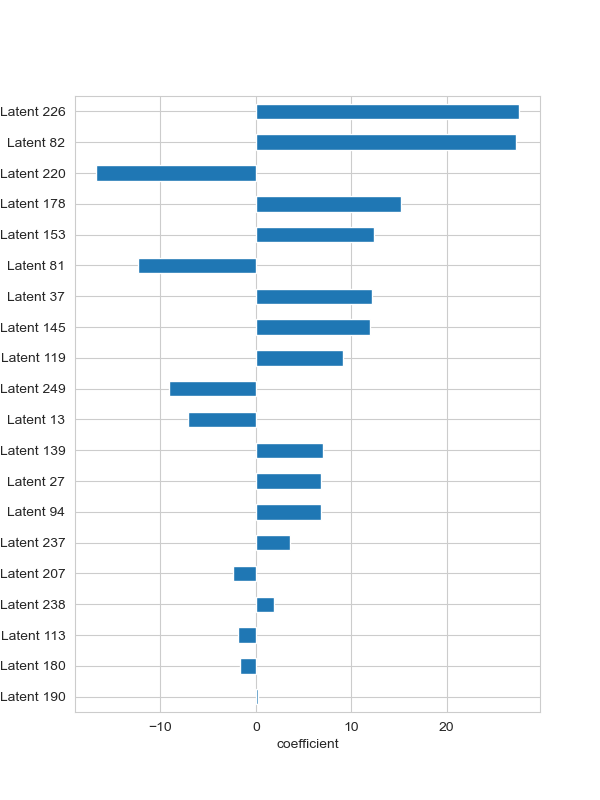 Latent 226
Latent 82
Latent 220
Latent 178
Latent 153
Latent 81
Latent 37
Latent 145
Latent 119
Latent 249
Latent 13
Latent 139
Latent 27
Latent 94
Latent 237
Latent 207
Latent 238
Latent 113
Latent 180
Latent 190
−10 0 10 20
coefficient